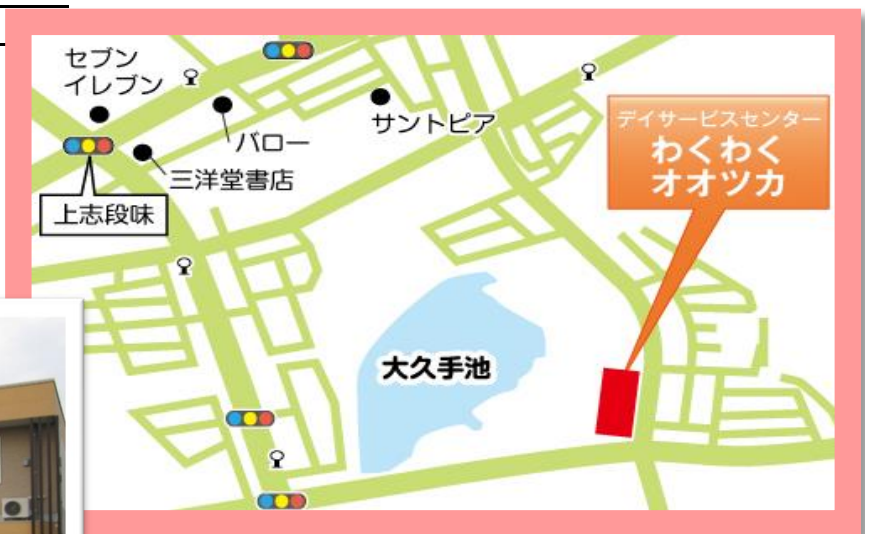 セブン
イレブン
バロー
サントピア
三洋堂書店
上志段味
デイサービスセンター
わくわく
オオツカ
大久手池